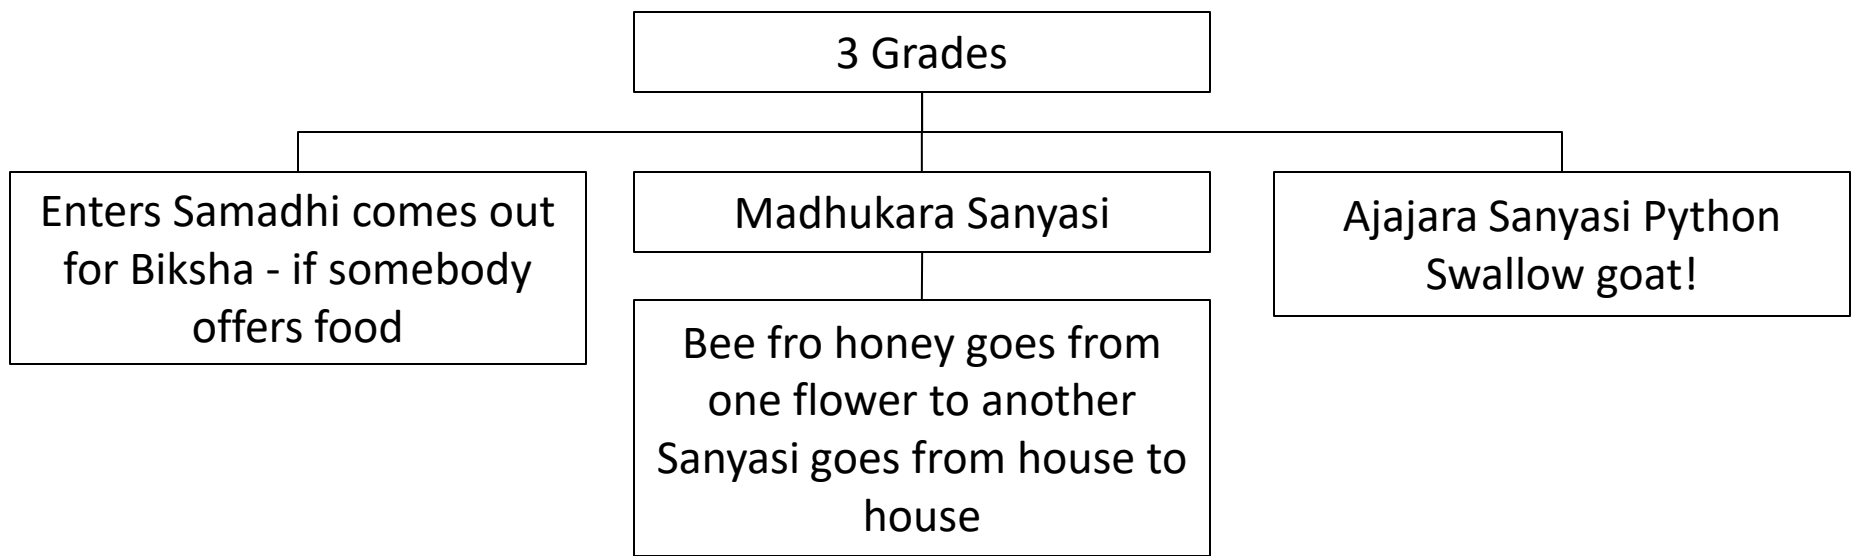 3 Grades
Enters Samadhi comes out
for Biksha - if somebody
offers food
Madhukara Sanyasi
Bee fro honey goes from
one flower to another
Sanyasi goes from house to
house
Ajajara Sanyasi Python
Swallow goat!